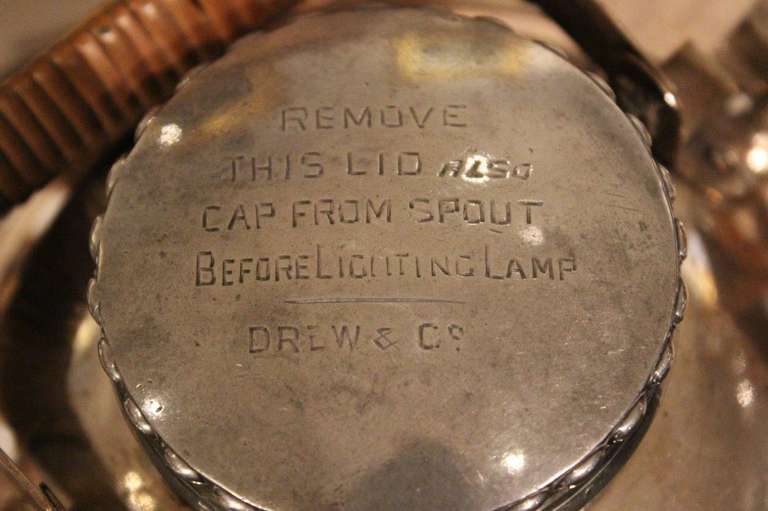 REMOVE
THIS LID ALSO
CAP FROM SPOUT
BEFORE LIGHTING LAMP
DREW & Co